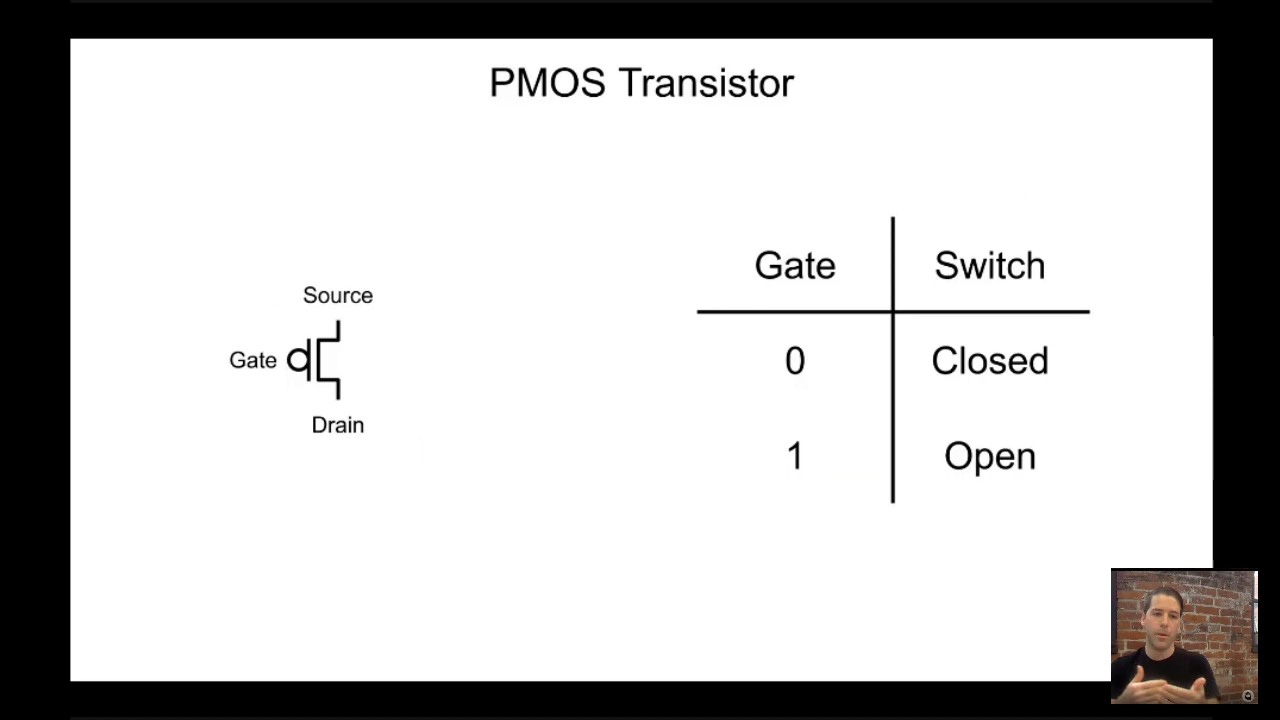 PMOS Transistor
Source
Gate
Drain
Gate Switch
0 Closed
1 Open